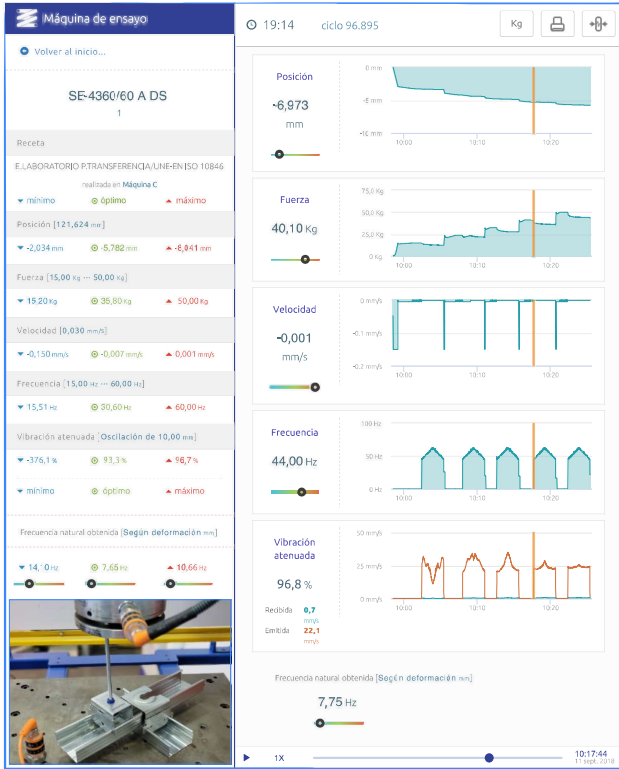 Máquina de ensayo
Volver al inicio...
SE-4360/60 A DS
1
Receta
E.LABORATORIO P.TRANSFERENCIA/UNE-EN ISO 10846
realizada en Máquina C
mínimo óptimo máximo
Posición [121,624 mm]
-2,034 mm -5,782 mm -8,041 mm
Fuerza [15,00 Kg --- 50,00 Kg]
15,20 Kg 35,80 Kg 50,00 Kg
Velocidad [0,030 mm/s]
-0,150 mm/s -0,007 mm/s 0,001 mm/s
Frecuencia [15,00 Hz --- 60,00 Hz]
15,51 Hz 30,60 Hz 60,00 Hz
Vibración atenuada [Oscilación de 10,00 mm]
-376,1 % 93,3 % 96,7 %
mínimo óptimo máximo
Frecuencia natural obtenida [Según deformación mm]
14,10 Hz 7,65 Hz 10,66 Hz
19:14 ciclo 96.895 Kg
Posición
-6,973
mm
0 mm
-8 mm
-16 mm
10:00 10:10 10:20
Fuerza
40,10 Kg
75,0 Kg
50,0 Kg
25,0 Kg
0 Kg
10:00 10:10 10:20
Velocidad
-0,001
mm/s
0 mm/s
-0.1 mm/s
-0.2 mm/s
10:00 10:10 10:20
Frecuencia
44,00 Hz
100 Hz
50 Hz
0 Hz
10:00 10:10 10:20
Vibración
atenuada
96,8 %
Recibida 0,7
mm/s
Emitida 22,1
mm/s
50 mm/s
25 mm/s
0 mm/s
10:00 10:10 10:20
Frecuencia natural obtenida [Según deformación mm]
7,75 Hz
1X
10:17:44
11 sept. 2018